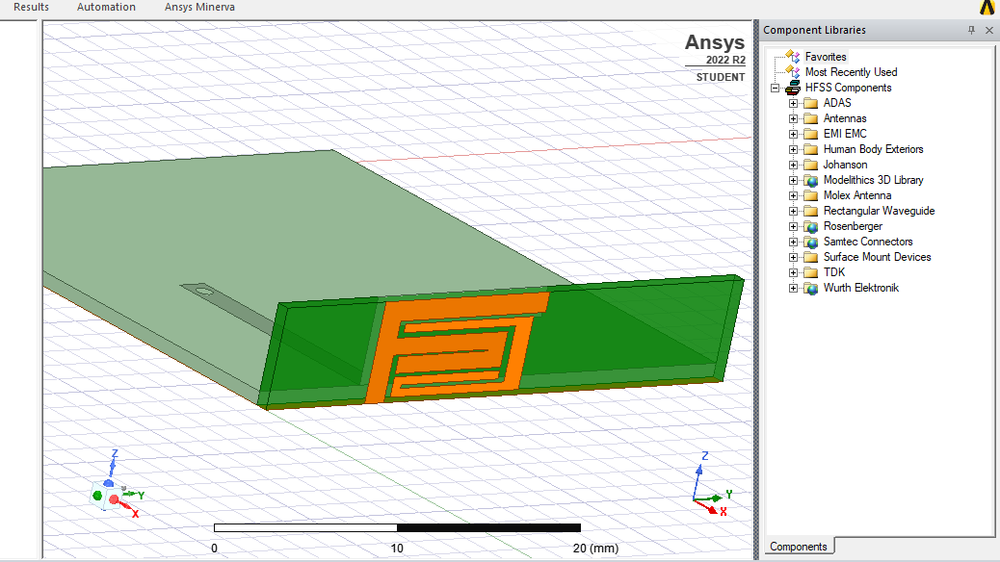 Results Automation Ansys Minerva
Ansys
2022 R2
STUDENT
Z
Y
X
Z
Y
X
0 10 20 (mm)
Component Libraries
Favorites
Most Recently Used
HFSS Components
ADAS
Antennas
EMI EMC
Human Body Exteriors
Johanson
Modelithics 3D Library
Molex Antenna
Rectangular Waveguide
Rosenberger
Samtec Connectors
Surface Mount Devices
TDK
Wurth Elektronik
Components